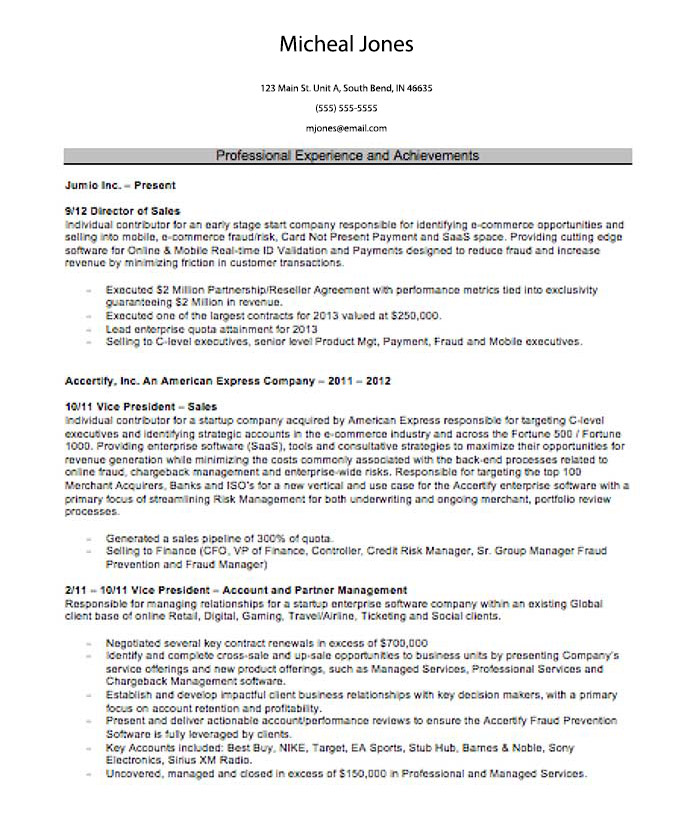 Micheal Jones
123 Main St. Unit A, South Bend, IN 46635
(555) 555-5555
mjones@email.com
Professional Experience and Achievements
Jumio Inc. – Present
9/12 Director of Sales
Individual contributor for an early stage start company responsible for identifying e-commerce opportunities and
selling into mobile, e-commerce fraud/risk, Card Not Present Payment and SaaS space. Providing cutting edge
software for Online & Mobile Real-time ID Validation and Payments designed to reduce fraud and increase
revenue by minimizing friction in customer transactions.
- Executed $2 Million Partnership/Reseller Agreement with performance metrics tied into exclusivity
guaranteeing $2 Million in revenue.
- Executed one of the largest contracts for 2013 valued at $250,000.
- Lead enterprise quota attainment for 2013
- Selling to C-level executives, senior level Product Mgt, Payment, Fraud and Mobile executives.
Accertify, Inc. An American Express Company – 2011 – 2012
10/11 Vice President – Sales
Individual contributor for a startup company acquired by American Express responsible for targeting C-level
executives and identifying strategic accounts in the e-commerce industry and across the Fortune 500 / Fortune
1000. Providing enterprise software (SaaS), tools and consultative strategies to maximize their opportunities for
revenue generation while minimizing the costs commonly associated with the back-end processes related to
online fraud, chargeback management and enterprise-wide risks. Responsible for targeting the top 100
Merchant Acquirers, Banks and ISO's for a new vertical and use case for the Accertify enterprise software with a
primary focus of streamlining Risk Management for both underwriting and ongoing merchant, portfolio review
processes.
- Generated a sales pipeline of 300% of quota.
- Selling to Finance (CFO, VP of Finance, Controller, Credit Risk Manager, Sr. Group Manager Fraud
Prevention and Fraud Manager)
2/11 – 10/11 Vice President – Account and Partner Management
Responsible for managing relationships for a startup enterprise software company within an existing Global
client base of online Retail, Digital, Gaming, Travel/Airline, Ticketing and Social clients.
- Negotiated several key contract renewals in excess of $700,000
- Identify and complete cross-sale and up-sale opportunities to business units by presenting Company's
service offerings and new product offerings, such as Managed Services, Professional Services and
Chargeback Management software.
- Establish and develop impactful client business relationships with key decision makers, with a primary
focus on account retention and profitability.
- Present and deliver actionable account/performance reviews to ensure the Accertify Fraud Prevention
Software is fully leveraged by clients.
- Key Accounts included: Best Buy, NIKE, Target, EA Sports, Stub Hub, Barnes & Noble, Sony
Electronics, Sirius XM Radio.
- Uncovered, managed and closed in excess of $150,000 in Professional and Managed Services.